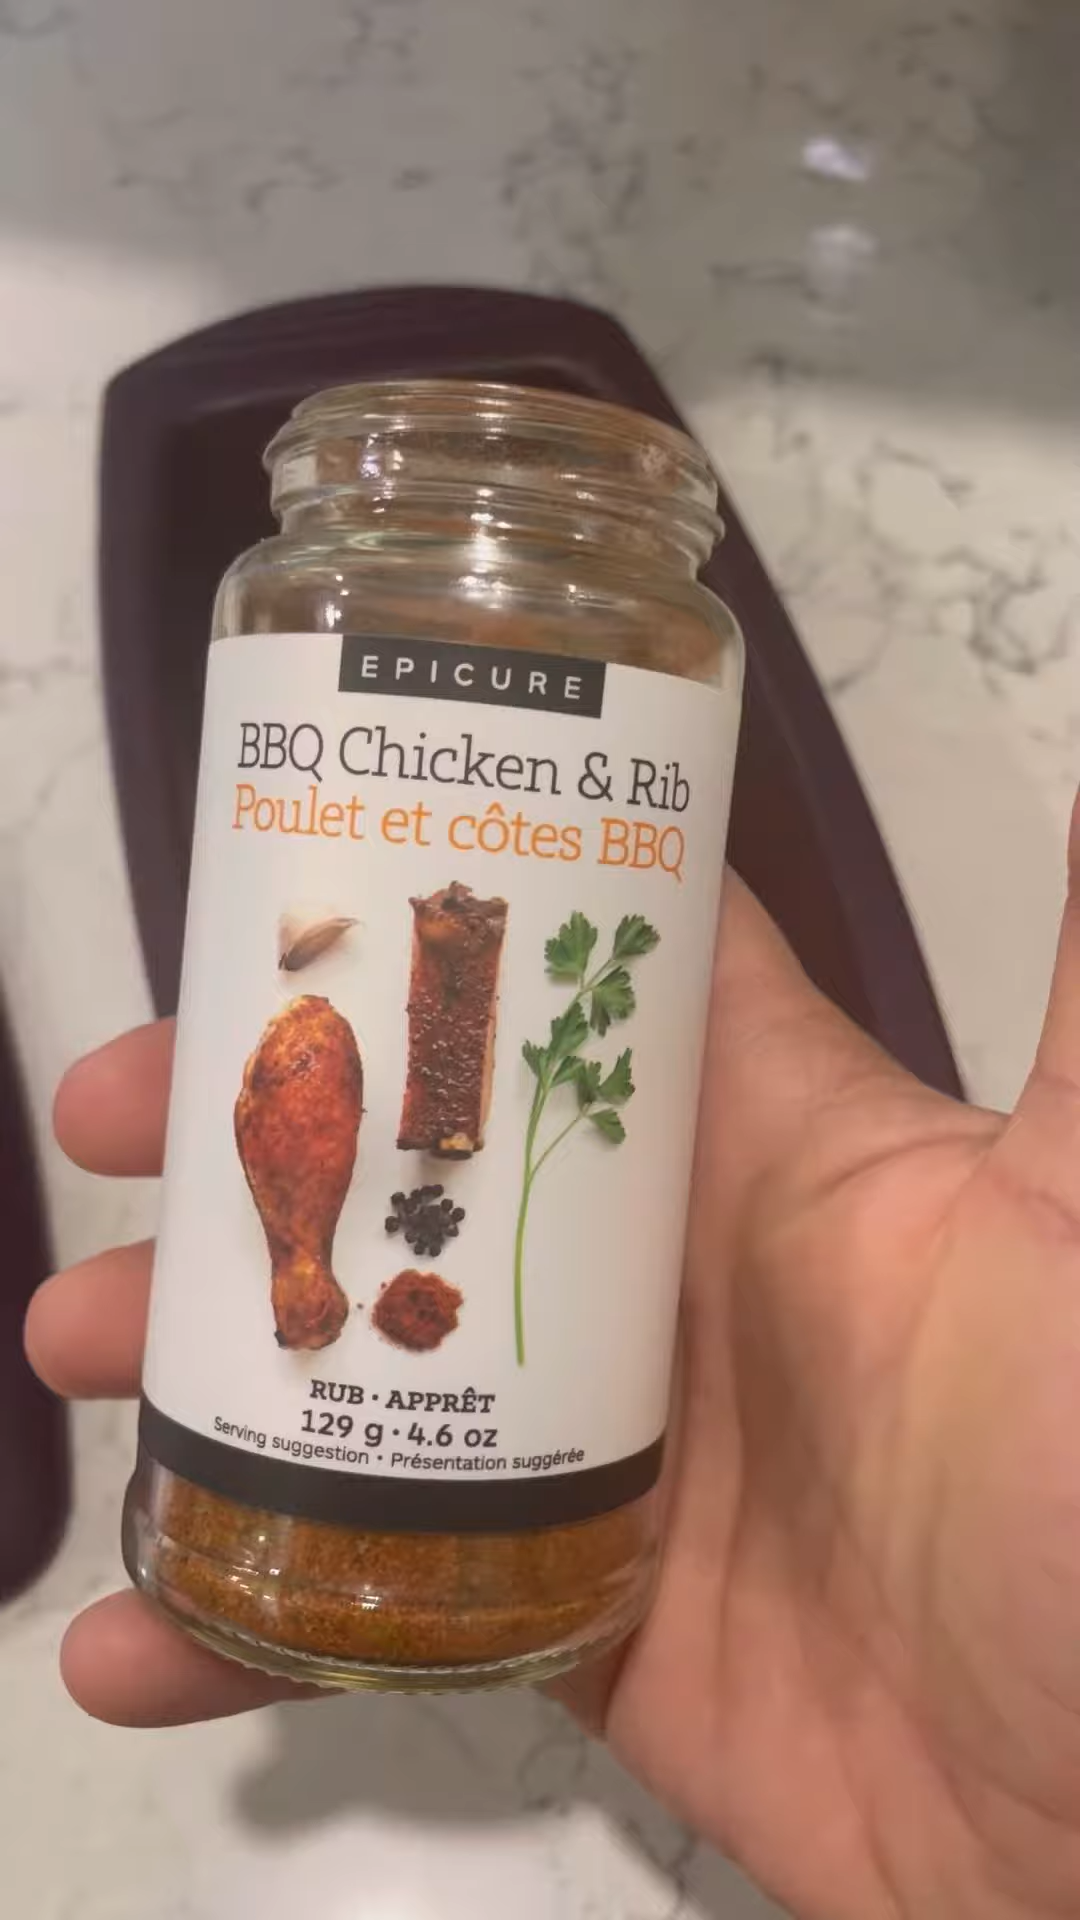 EPICURE
BBQ Chicken & Rib
Poulet et côtes BBQ
RUB · APPRÊT
129 g · 4.6 oz
Serving suggestion · Présentation suggérée